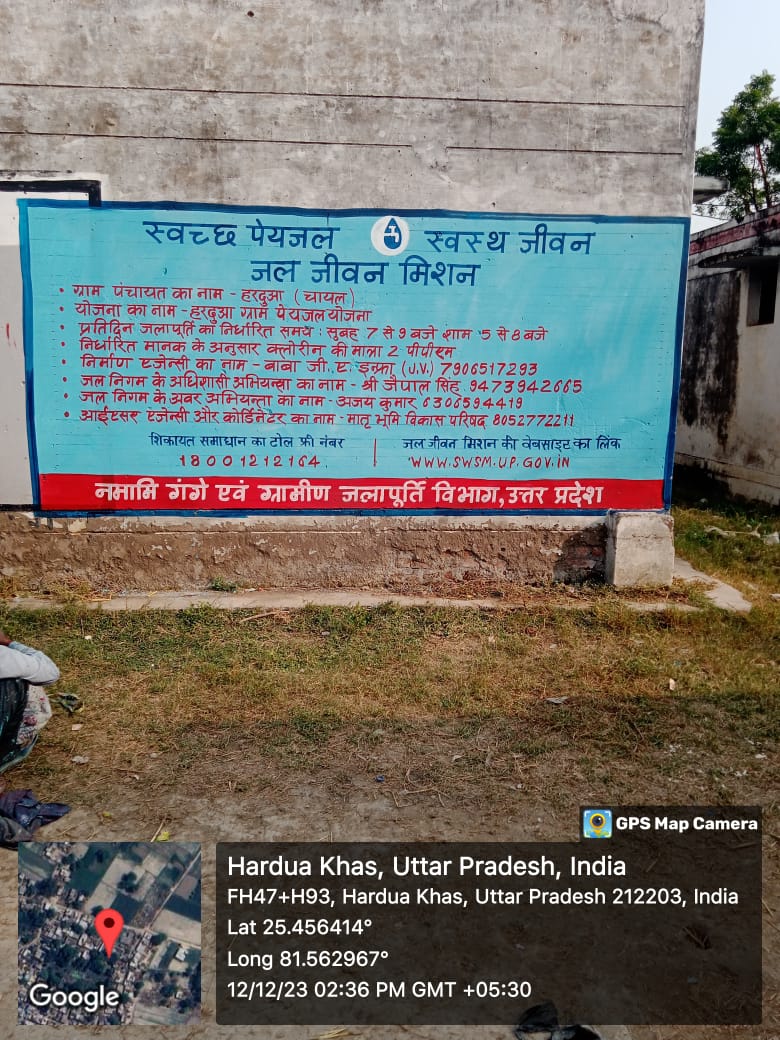 स्वच्छ पेयजल स्वस्थ जीवन
जल जीवन मिशन
• ग्राम पंचायत का नाम - हरदुआ (चायल)
• योजना का नाम - हरदुआ ग्राम पेयजल योजना
• प्रतिदिन जलापूर्ति का निर्धारित समय : सुबह 7 से 9 बजे शाम 5 से 8 बजे
• निर्धारित मानक के अनुसार क्लोरीन की मात्रा 2 पीपीएम
• निर्माण एजेन्सी का नाम - बाबा जी. ए. इन्फ्रा (J.V.) 7906517293
• जल निगम के अधिशासी अभियन्ता का नाम - श्री जैपाल सिंह 9473942665
• जल निगम के अवर अभियन्ता का नाम - अजय कुमार 6306594419
• आईएसए एजेन्सी और कोर्डिनेटर का नाम - मातृ भूमि विकास परिषद 8052772211
शिकायत समाधान का टोल फ्री नंबर
18001212164
जल जीवन मिशन की वेबसाइट का लिंक
WWW.SWSM.UP.GOV.IN
नमामि गंगे एवं ग्रामीण जलापूर्ति विभाग, उत्तर प्रदेश
GPS Map Camera
Hardua Khas, Uttar Pradesh, India
FH47+H93, Hardua Khas, Uttar Pradesh 212203, India
Lat 25.456414°
Long 81.562967°
12/12/23 02:36 PM GMT +05:30
Google